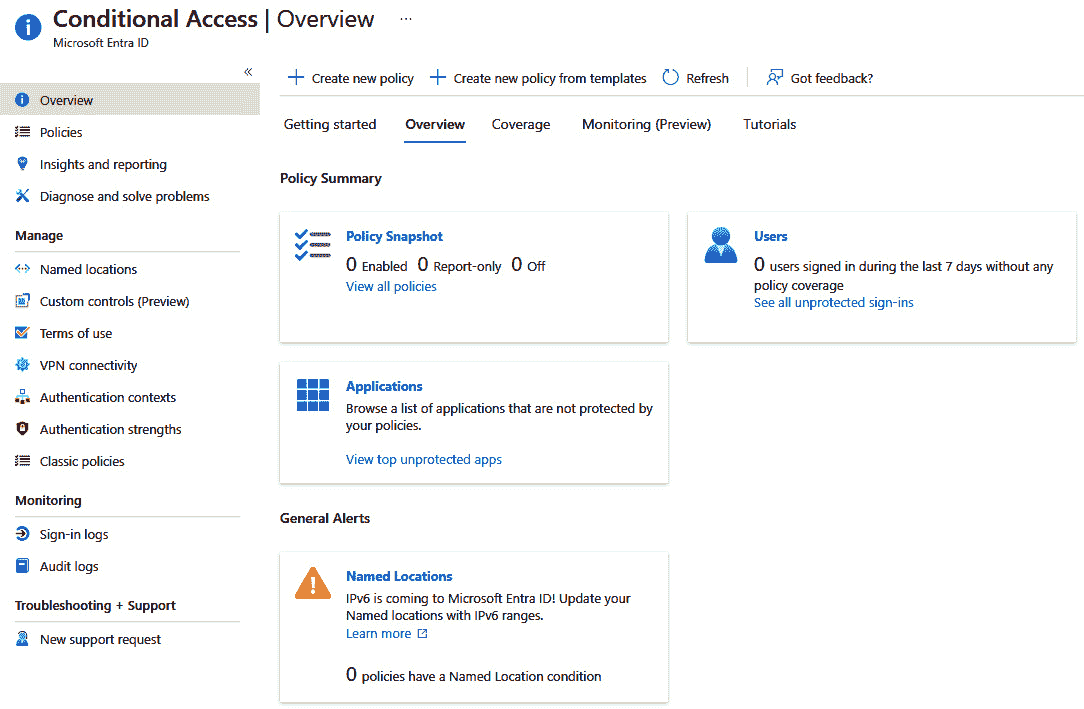 Conditional Access | Overview ...
Microsoft Entra ID
«
Overview
Policies
Insights and reporting
Diagnose and solve problems
Manage
Named locations
Custom controls (Preview)
Terms of use
VPN connectivity
Authentication contexts
Authentication strengths
Classic policies
Monitoring
Sign-in logs
Audit logs
Troubleshooting + Support
New support request
Create new policy Create new policy from templates Refresh Got feedback?
Getting started Overview Coverage Monitoring (Preview) Tutorials
Policy Summary
Policy Snapshot
0 Enabled 0 Report-only 0 Off
View all policies
Users
0 users signed in during the last 7 days without any
policy coverage
See all unprotected sign-ins
Applications
Browse a list of applications that are not protected by
your policies.
View top unprotected apps
General Alerts
Named Locations
IPv6 is coming to Microsoft Entra ID! Update your
Named locations with IPv6 ranges.
Learn more
0 policies have a Named Location condition